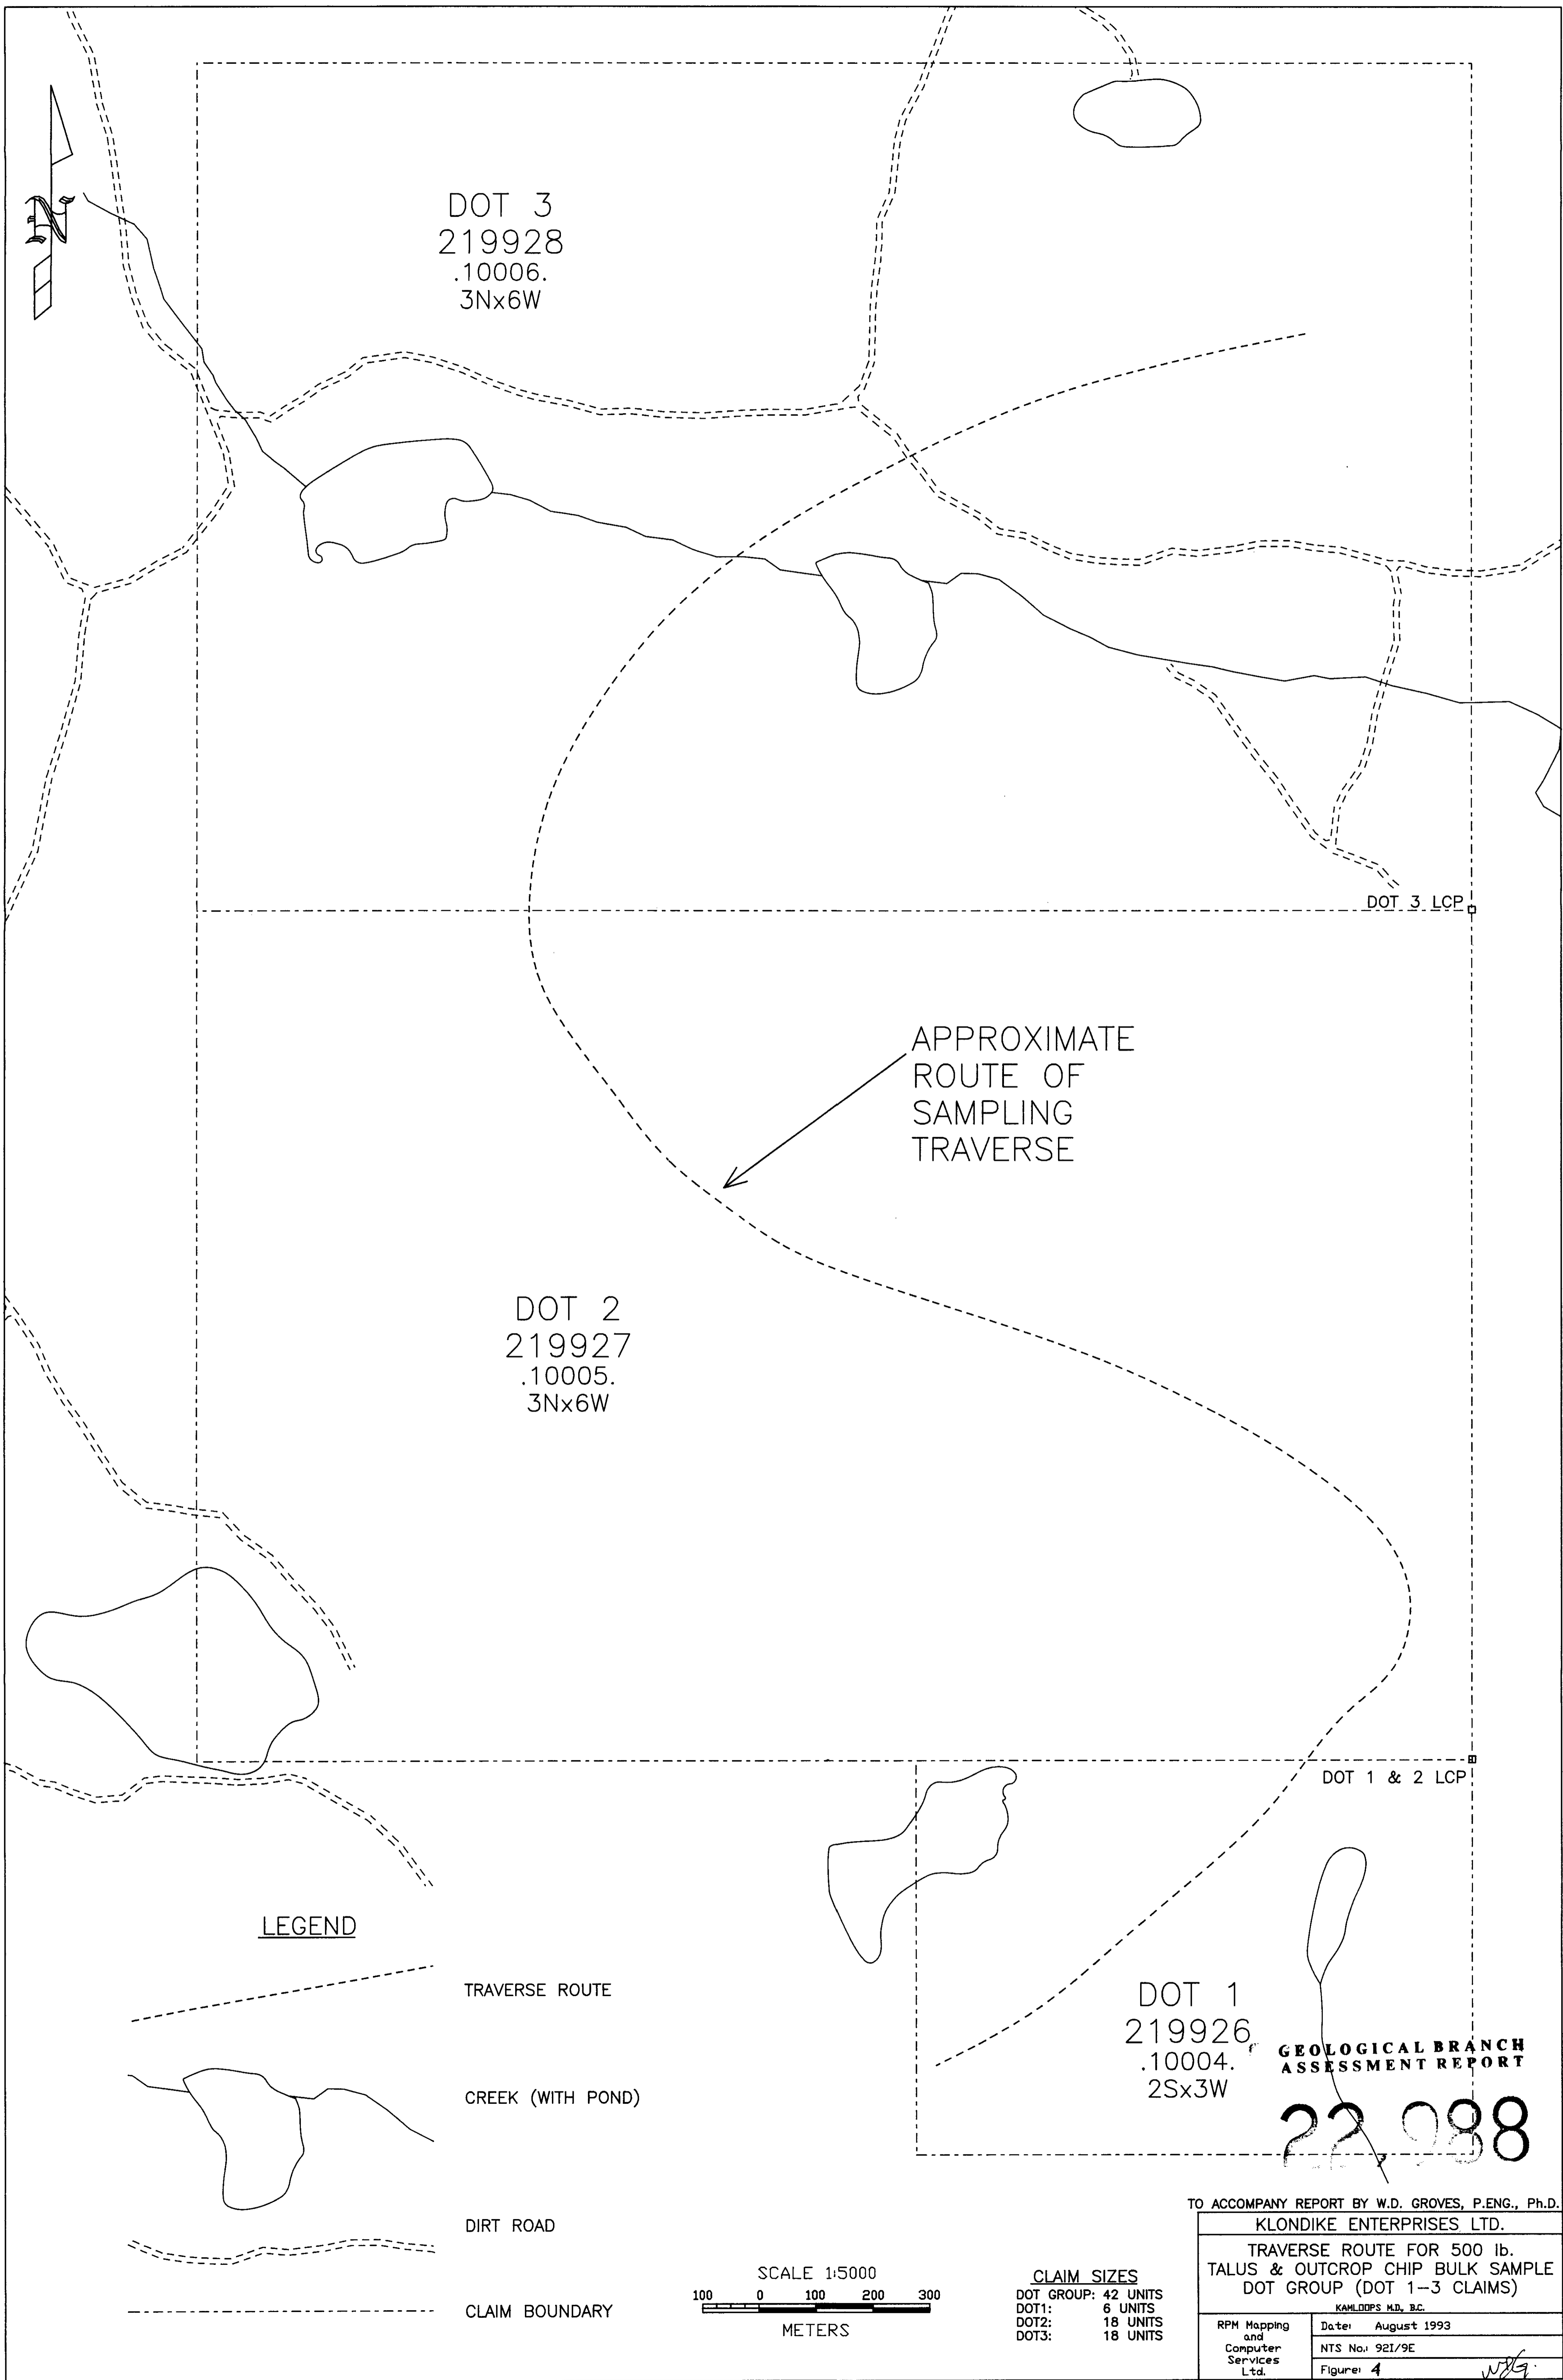 DOT 3
219928
.10006.
3Nx6W
N
DOT 3 LCP
APPROXIMATE
ROUTE OF
SAMPLING
TRAVERSE
DOT 2
219927
.10005.
3Nx6W
DOT 1 & 2 LCP
DOT 1
219926
.10004.
2Sx3W
GEOLOGICAL BRANCH
ASSESSMENT REPORT
22,988
LEGEND
TRAVERSE ROUTE
CREEK (WITH POND)
DIRT ROAD
CLAIM BOUNDARY
SCALE 1:5000
100 0 100 200 300
METERS
CLAIM SIZES
DOT GROUP: 42 UNITS
DOT1: 6 UNITS
DOT2: 18 UNITS
DOT3: 18 UNITS
TO ACCOMPANY REPORT BY W.D. GROVES, P.ENG., Ph.D.
KLONDIKE ENTERPRISES LTD.
TRAVERSE ROUTE FOR 500 lb.
TALUS & OUTCROP CHIP BULK SAMPLE
DOT GROUP (DOT 1-3 CLAIMS)
KAMLOOPS M.D., B.C.
RPM Mapping
and
Computer
Services
Ltd.
Date: August 1993
NTS No.: 92I/9E
Figure: 4